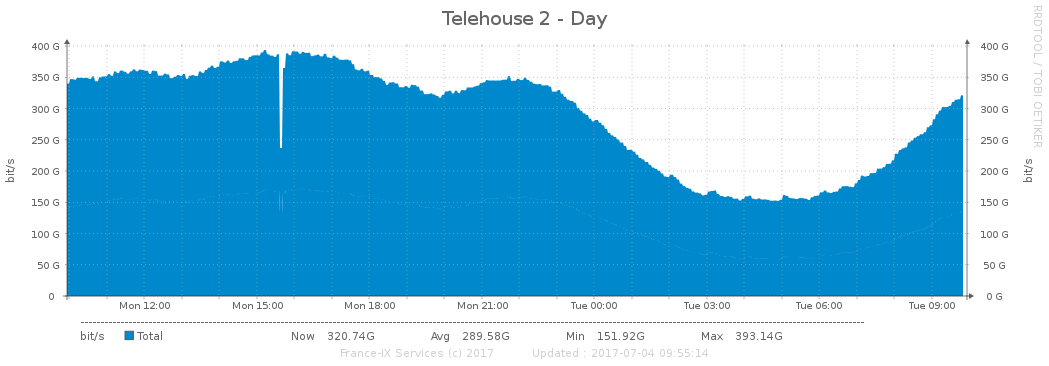 Telehouse 2 - Day
RRDTOOL / TOBI OETIKER
bit/s
400 G 400 G
350 G 350 G
300 G 300 G
250 G 250 G
200 G 200 G
150 G 150 G
100 G 100 G
50 G 50 G
0 0 G
bit/s
Mon 12:00 Mon 15:00 Mon 18:00 Mon 21:00 Tue 00:00 Tue 03:00 Tue 06:00 Tue 09:00
bit/s Total Now 320.74G Avg 289.58G Min 151.92G Max 393.14G
France-IX Services (c) 2017 Updated : 2017-07-04 09:55:14